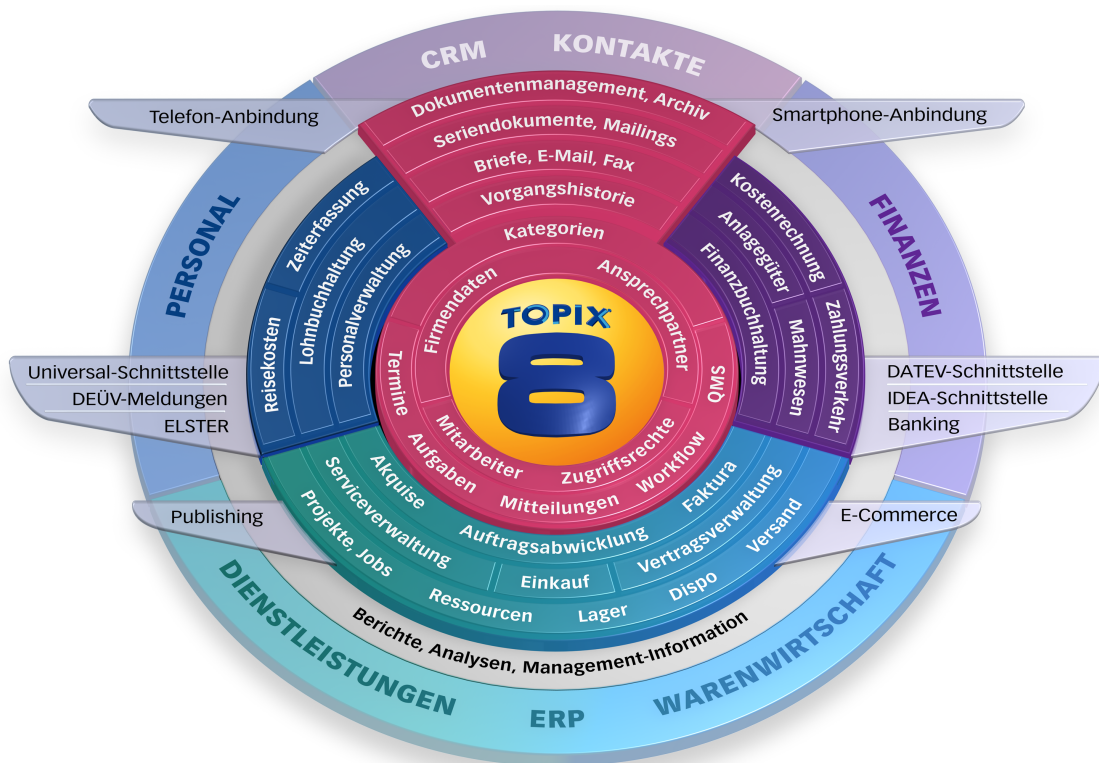 CRM KONTAKTE
Dokumentenmanagement, Archiv
Seriendokumente, Mailings
Briefe, E-Mail, Fax
Vorgangshistorie
Kategorien
Telefon-Anbindung
Smartphone-Anbindung
PERSONAL
Zeiterfassung
Reisekosten
Lohnbuchhaltung
Personalverwaltung
FINANZEN
Kostenrechnung
Anlagegüter
Finanzbuchhaltung
Zahlungsverkehr
Mahnwesen
Firmendaten
Ansprechpartner
TOPIX
8
Termine
QMS
Mitarbeiter
Zugriffsrechte
Aufgaben
Mitteilungen
Workflow
Universal-Schnittstelle
DEÜV-Meldungen
ELSTER
DATEV-Schnittstelle
IDEA-Schnittstelle
Banking
Publishing
E-Commerce
Akquise
Auftragsabwicklung
Faktura
Serviceverwaltung
Einkauf
Vertragsverwaltung
Projekte, Jobs
Ressourcen
Lager
Dispo
Versand
Berichte, Analysen, Management-Information
DIENSTLEISTUNGEN
ERP
WARENWIRTSCHAFT